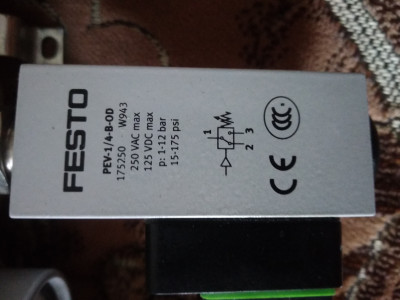 FESTO
PEV-1/4-B-OD
175250 W943
250 VAC max
125 VDC max
p: 1-12 bar
15-175 psi
1 3
2
CCC
CE